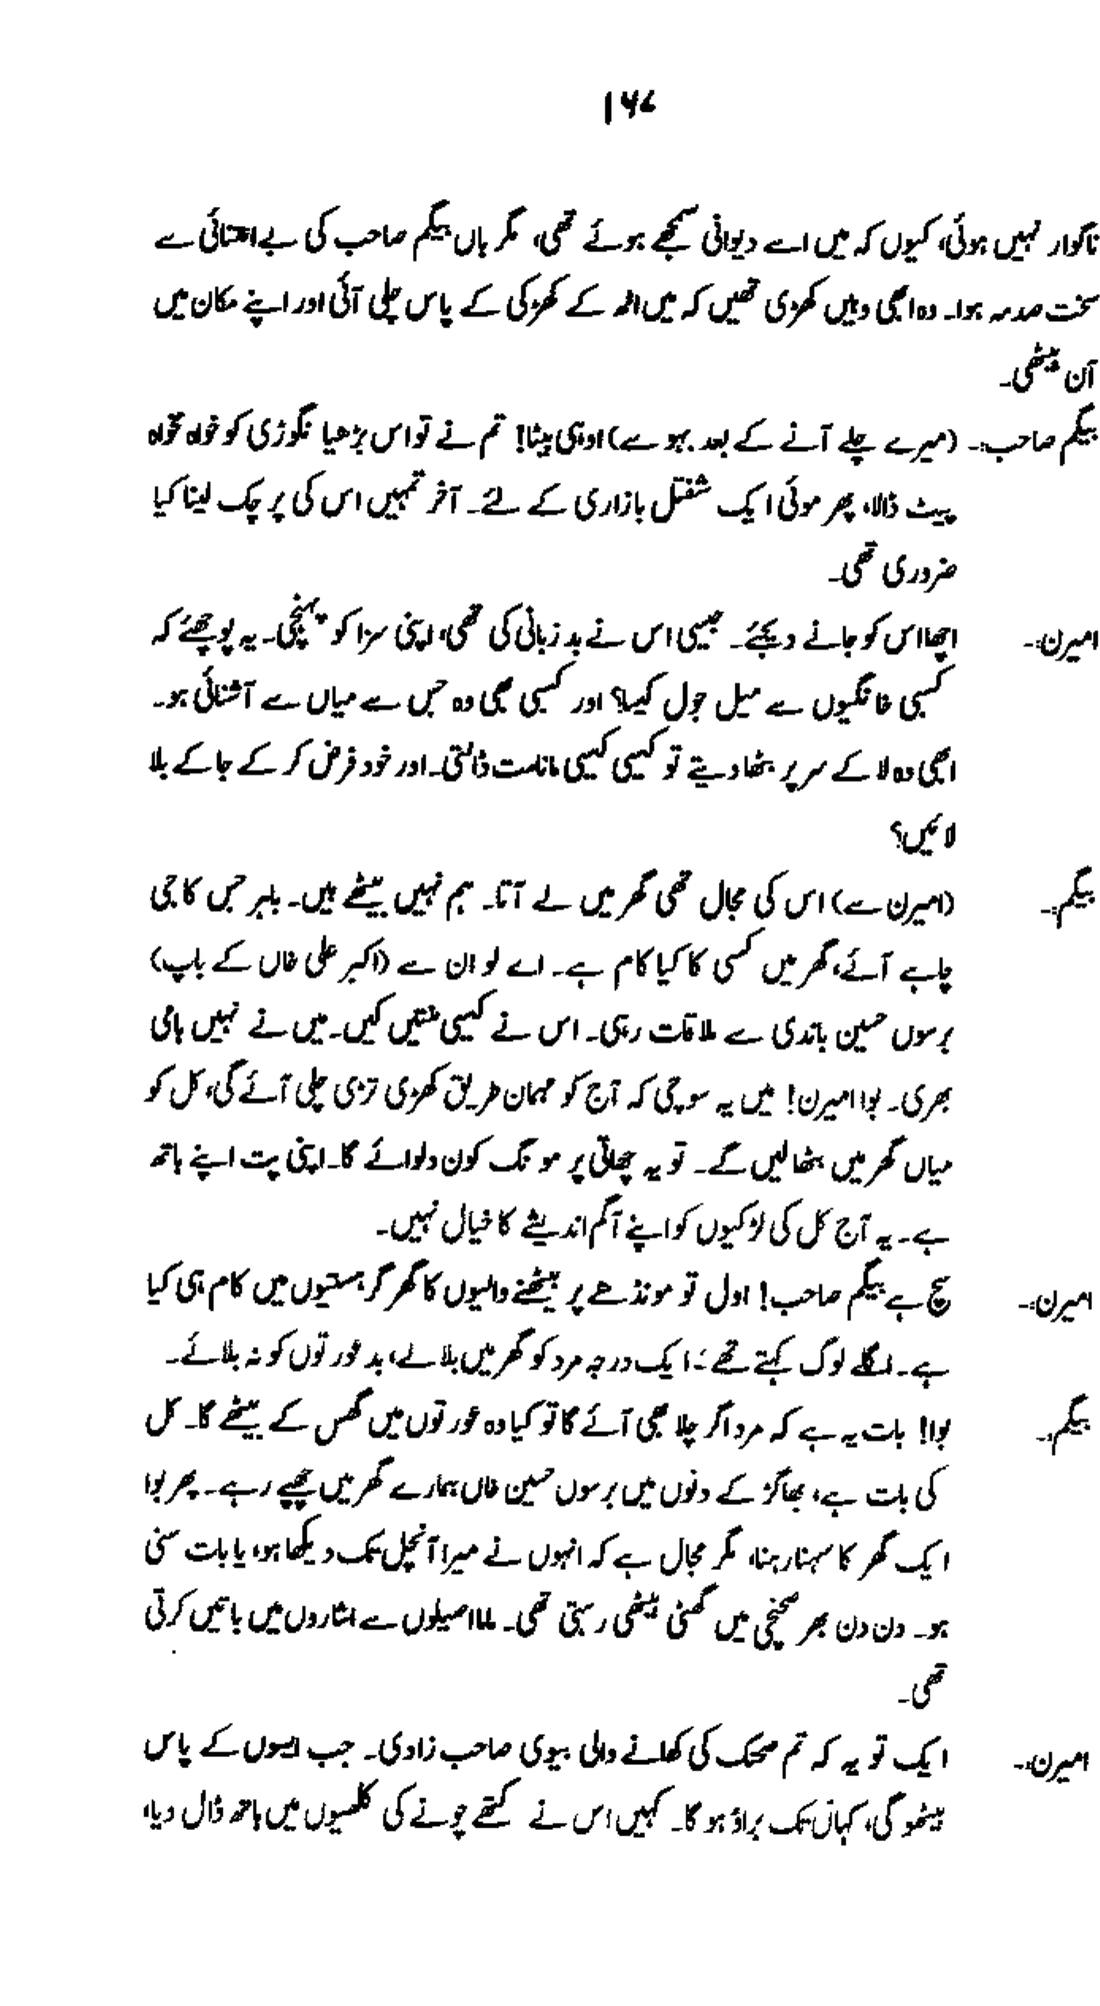 ۱۶۷
ناگوار نہیں ہوئی، کیوں کہ میں اسے دیوانی سمجھے ہوئے تھی، مگر ہاں بیگم صاحب کی بے اعتنائی سے
سخت صدمہ ہوا۔ وہ ابھی وہیں کھڑی تھیں کہ میں اٹھ کے کھڑکی کے پاس چلی آئی اور اپنے مکان میں
آن بیٹھی۔
بیگم صاحب:۔ (میرے چلے آنے کے بعد۔ بہو سے) اوہی بیٹا! تم نے تو اس بڑھیا نگوڑی کو خواہ مخواہ
پیٹ ڈالا، پھر موئی ایک شفتل بازاری کے لئے۔ آخر تمہیں اس کی پرچک لینا کیا
ضروری تھی۔
امیرن:۔ اچھا اس کو جانے دیجئے۔ جیسی اس نے بدزبانی کی تھی، اپنی سزا کو پہنچی۔ یہ پوچھئے کہ
کسبی خانگیوں سے میل جول کیسا؟ اور کسبی بھی وہ جس سے میاں سے آشنائی ہو۔
ابھی وہ لا کے سر پر بٹھا دیتے تو کیسی کیسی مانامت ڈالتی۔ اور خود فرض کر کے جا کے بلا
لائیں؟
بیگم:۔ (امیرن سے) اس کی مجال تھی گھر میں لے آتا۔ ہم نہیں بیٹھے ہیں۔ باہر جس کا جی
چاہے آئے، گھر میں کسی کا کیا کام ہے۔ اے لو ان سے (اکبر علی خاں کے باپ)
برسوں حسین باندی سے ملاقات رہی۔ اس نے کیسی منتیں کیں۔ میں نے نہیں ہامی
بھری۔ بوا امیرن! میں یہ سوچی کہ آج کو مہمان طریق کھڑی تڑی چلی آئے گی، کل کو
میاں گھر میں بٹھا لیں گے۔ تو یہ چھاتی پر مونگ کون دلوائے گا۔ اپنی پت اپنے ہاتھ
ہے۔ یہ آج کل کی لڑکیوں کو اپنے آگم اندیشے کا خیال نہیں۔
امیرن:۔ سچ ہے بیگم صاحب! اول تو مونڈھے پر بیٹھنے والیوں کا گھر گرہستیوں میں کام ہی کیا
ہے۔ اگلے لوگ کہتے تھے :۔ ایک درجہ مرد کو گھر میں بلا لے، بد عورتوں کو نہ بلائے۔
بیگم:۔ بوا! بات یہ ہے کہ مرد اگر چلا بھی آئے گا تو کیا وہ عورتوں میں گھس کے بیٹھے گا۔ کل
کی بات ہے، بھاگڑ کے دنوں میں برسوں حسین خاں ہمارے گھر میں چھپے رہے۔ پھر بوا
ایک گھر کا سہنا رہنا، مگر مجال ہے کہ انہوں نے میرا آنچل تک دیکھا ہو، یا بات سنی
ہو۔ دن دن بھر صحنچی میں گھسی بیٹھی رہتی تھی۔ ماما اصیلوں سے اشاروں میں باتیں کرتی
تھی۔
امیرن:۔ ایک تو یہ کہ تم صحنک کی کھانے والی بیوی صاحب زادی۔ جب ایسوں کے پاس
بیٹھو گی، کہاں تک براؤ ہو گا۔ کہیں اس نے کتھے چونے کی کلھیوں میں ہاتھ ڈال دیا،